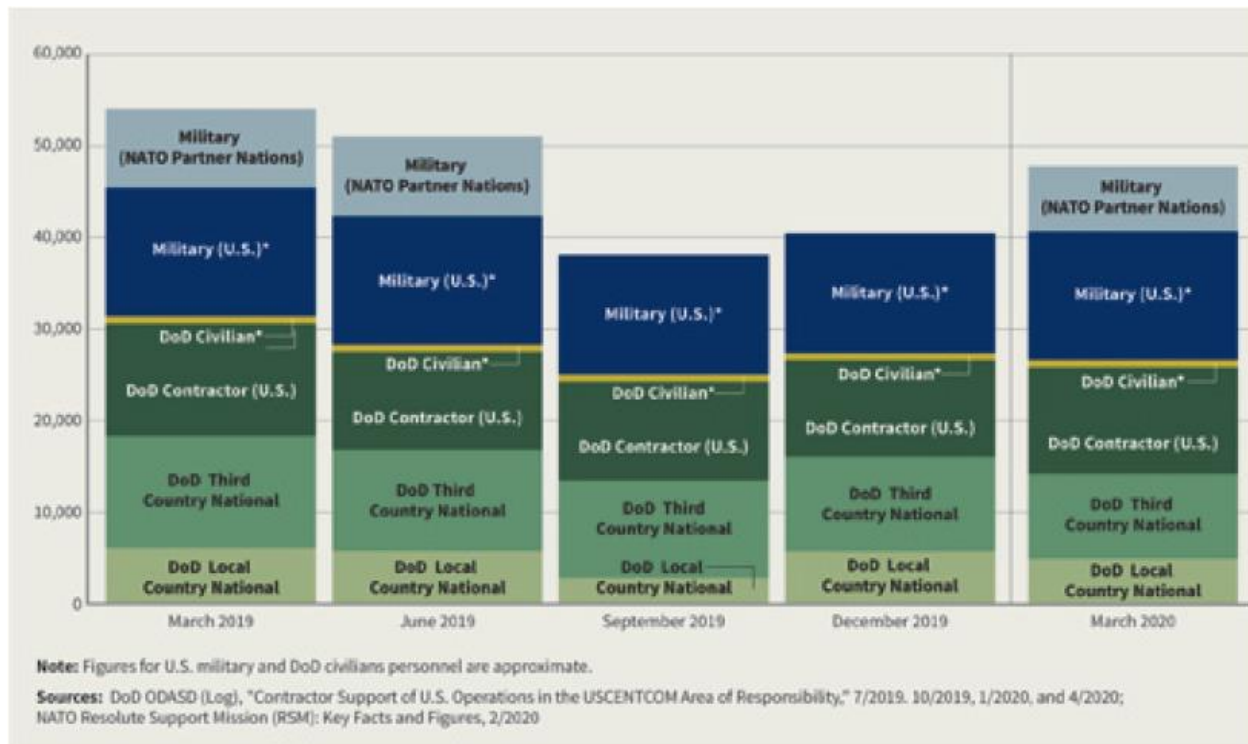 60,000
50,000
40,000
30,000
20,000
10,000
0
Military
(NATO Partner Nations)
Military (U.S.)*
DoD Civilian*
DoD Contractor (U.S.)
DoD Third
Country National
DoD Local
Country National
March 2019
Military
(NATO Partner Nations)
Military (U.S.)*
DoD Civilian*
DoD Contractor (U.S.)
DoD Third
Country National
DoD Local
Country National
June 2019
Military (U.S.)*
DoD Civilian*
DoD Contractor (U.S.)
DoD Third
Country National
DoD Local
Country National
September 2019
Military (U.S.)*
DoD Civilian*
DoD Contractor (U.S.)
DoD Third
Country National
DoD Local
Country National
December 2019
Military
(NATO Partner Nations)
Military (U.S.)*
DoD Civilian*
DoD Contractor (U.S.)
DoD Third
Country National
DoD Local
Country National
March 2020
Note: Figures for U.S. military and DoD civilians personnel are approximate.
Sources: DoD ODASD (Log), "Contractor Support of U.S. Operations in the USCENTCOM Area of Responsibility," 7/2019. 10/2019, 1/2020, and 4/2020;
NATO Resolute Support Mission (RSM): Key Facts and Figures, 2/2020